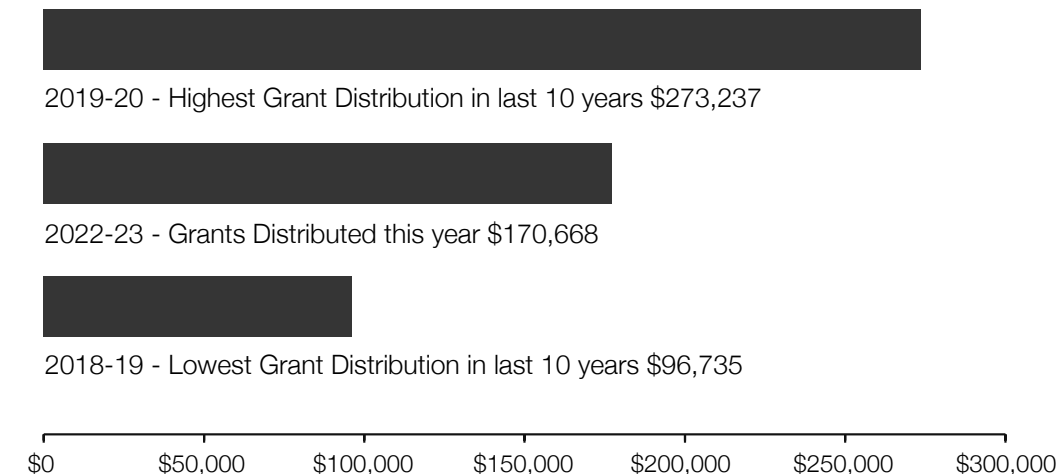 2019-20 - Highest Grant Distribution in last 10 years $273,237
2022-23 - Grants Distributed this year $170,668
2018-19 - Lowest Grant Distribution in last 10 years $96,735
$0 $50,000 $100,000 $150,000 $200,000 $250,000 $300,000